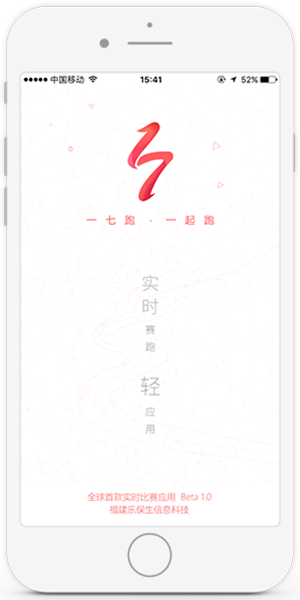 中国移动 15:41 52%
一七跑 · 一起跑
实
时
赛
跑
轻
应
用
全球首款实时比赛应用 Beta 1.0
福建乐保生信息科技